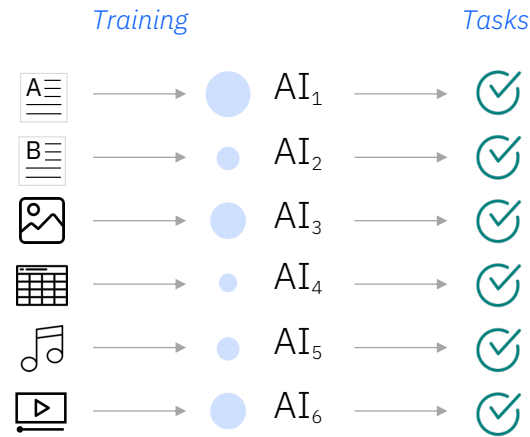 Training Tasks
A AI₁
B AI₂
AI₃
AI₄
AI₅
AI₆